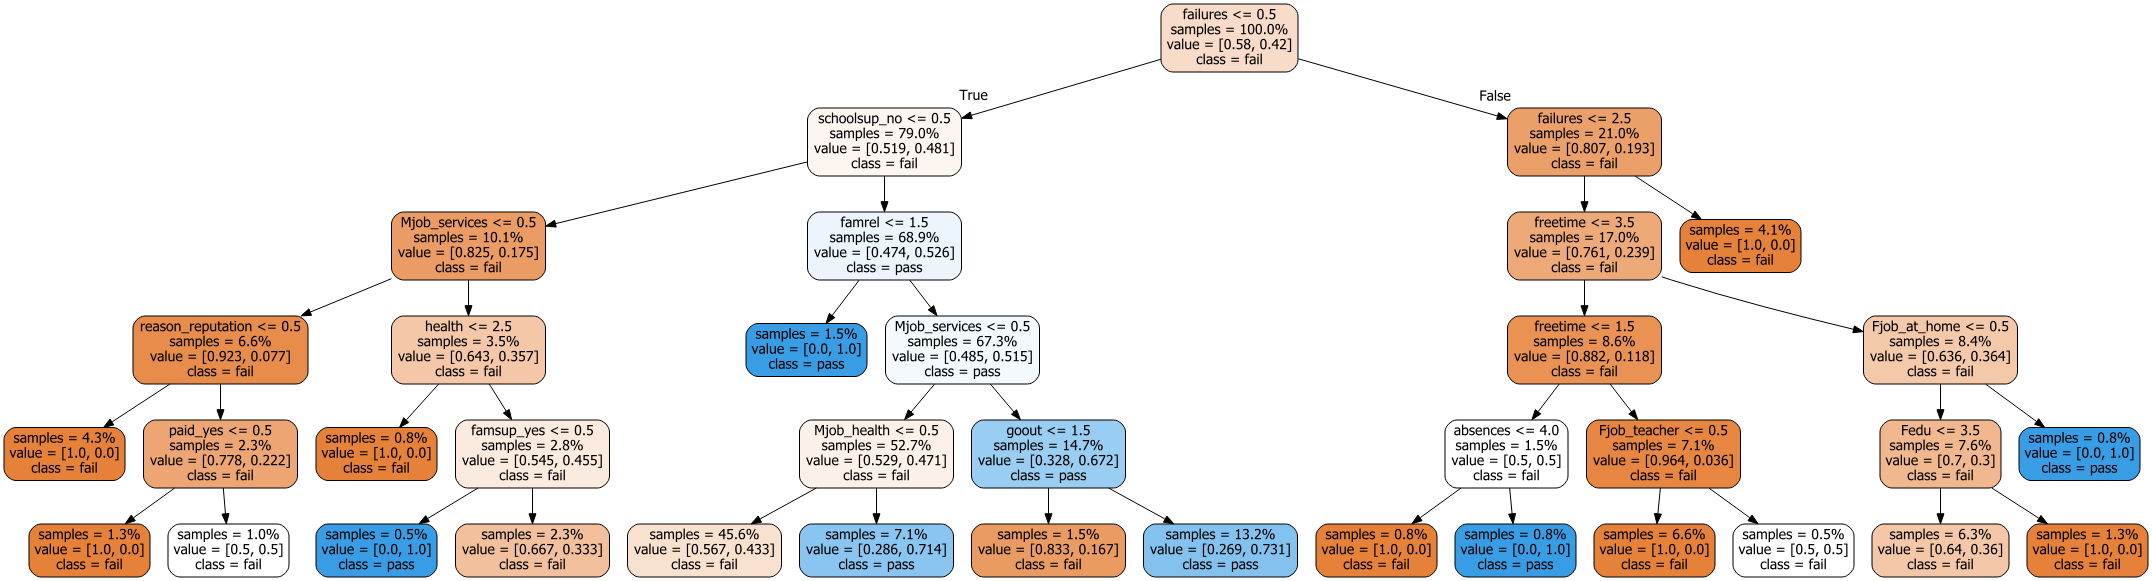 failures <= 0.5
samples = 100.0%
value = [0.58, 0.42]
class = fail
True
False
schoolsup_no <= 0.5
samples = 79.0%
value = [0.519, 0.481]
class = fail
failures <= 2.5
samples = 21.0%
value = [0.807, 0.193]
class = fail
Mjob_services <= 0.5
samples = 10.1%
value = [0.825, 0.175]
class = fail
famrel <= 1.5
samples = 68.9%
value = [0.474, 0.526]
class = pass
freetime <= 3.5
samples = 17.0%
value = [0.761, 0.239]
class = fail
samples = 4.1%
value = [1.0, 0.0]
class = fail
reason_reputation <= 0.5
samples = 6.6%
value = [0.923, 0.077]
class = fail
health <= 2.5
samples = 3.5%
value = [0.643, 0.357]
class = fail
samples = 1.5%
value = [0.0, 1.0]
class = pass
Mjob_services <= 0.5
samples = 67.3%
value = [0.485, 0.515]
class = pass
freetime <= 1.5
samples = 8.6%
value = [0.882, 0.118]
class = fail
Fjob_at_home <= 0.5
samples = 8.4%
value = [0.636, 0.364]
class = fail
samples = 4.3%
value = [1.0, 0.0]
class = fail
paid_yes <= 0.5
samples = 2.3%
value = [0.778, 0.222]
class = fail
samples = 0.8%
value = [1.0, 0.0]
class = fail
famsup_yes <= 0.5
samples = 2.8%
value = [0.545, 0.455]
class = fail
Mjob_health <= 0.5
samples = 52.7%
value = [0.529, 0.471]
class = fail
goout <= 1.5
samples = 14.7%
value = [0.328, 0.672]
class = pass
absences <= 4.0
samples = 1.5%
value = [0.5, 0.5]
class = fail
Fjob_teacher <= 0.5
samples = 7.1%
value = [0.964, 0.036]
class = fail
Fedu <= 3.5
samples = 7.6%
value = [0.7, 0.3]
class = fail
samples = 0.8%
value = [0.0, 1.0]
class = pass
samples = 1.3%
value = [1.0, 0.0]
class = fail
samples = 1.0%
value = [0.5, 0.5]
class = fail
samples = 0.5%
value = [0.0, 1.0]
class = pass
samples = 2.3%
value = [0.667, 0.333]
class = fail
samples = 45.6%
value = [0.567, 0.433]
class = fail
samples = 7.1%
value = [0.286, 0.714]
class = pass
samples = 1.5%
value = [0.833, 0.167]
class = fail
samples = 13.2%
value = [0.269, 0.731]
class = pass
samples = 0.8%
value = [1.0, 0.0]
class = fail
samples = 0.8%
value = [0.0, 1.0]
class = pass
samples = 6.6%
value = [1.0, 0.0]
class = fail
samples = 0.5%
value = [0.5, 0.5]
class = fail
samples = 6.3%
value = [0.64, 0.36]
class = fail
samples = 1.3%
value = [1.0, 0.0]
class = fail